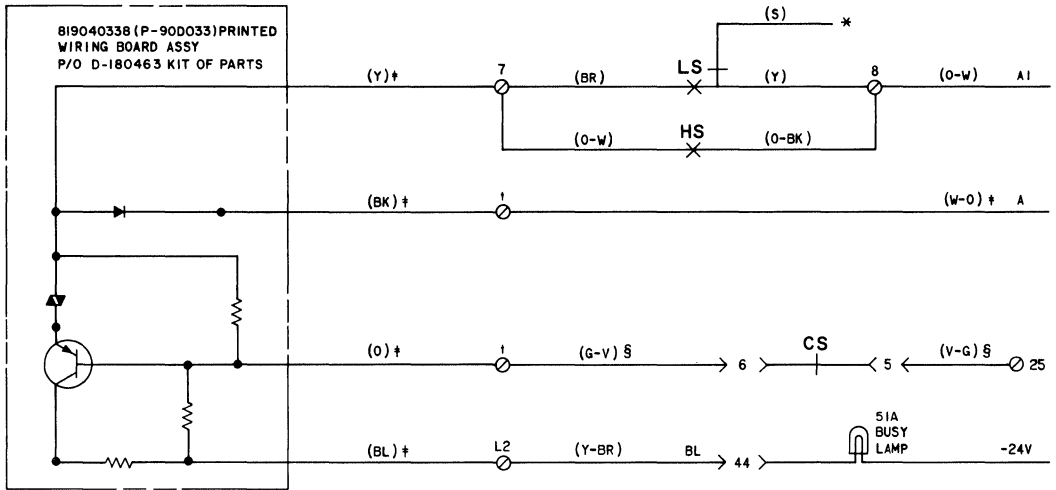 (S) *
819040338 (P-90D033) PRINTED
WIRING BOARD ASSY
P/O D-180463 KIT OF PARTS
(Y)‡ 7 (BR) LS (Y) 8 (O-W) A1
(O-W) HS (O-BK)
(BK)‡ † (W-O)‡ A
(O)‡ † (G-V)§ 6 CS 5 (V-G)§ 25
51A
BUSY
LAMP
(BL)‡ L2 (Y-BR) BL 44 -24V